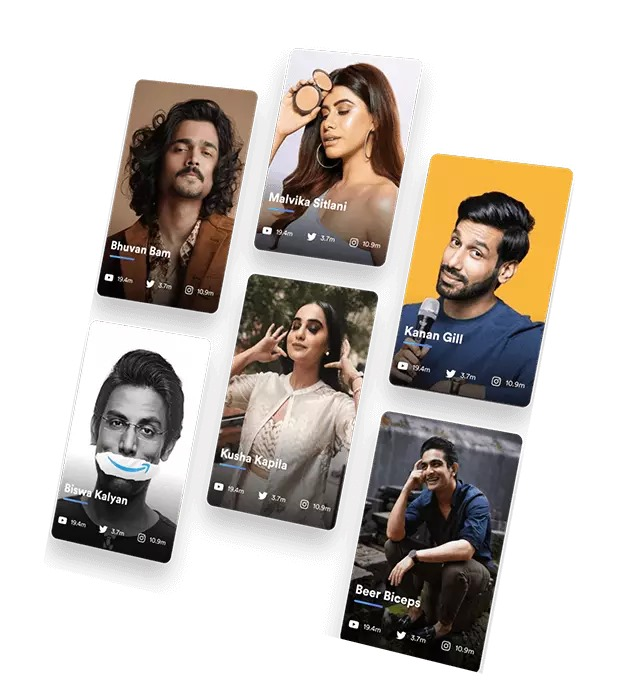 Bhuvan Bam
19.4m 3.7m 10.9m
Malvika Sitlani
19.4m 3.7m 10.9m
Kanan Gill
19.4m 3.7m 10.9m
Biswa Kalyan
19.4m 3.7m 10.9m
Kusha Kapila
19.4m 3.7m 10.9m
Beer Biceps
19.4m 3.7m 10.9m